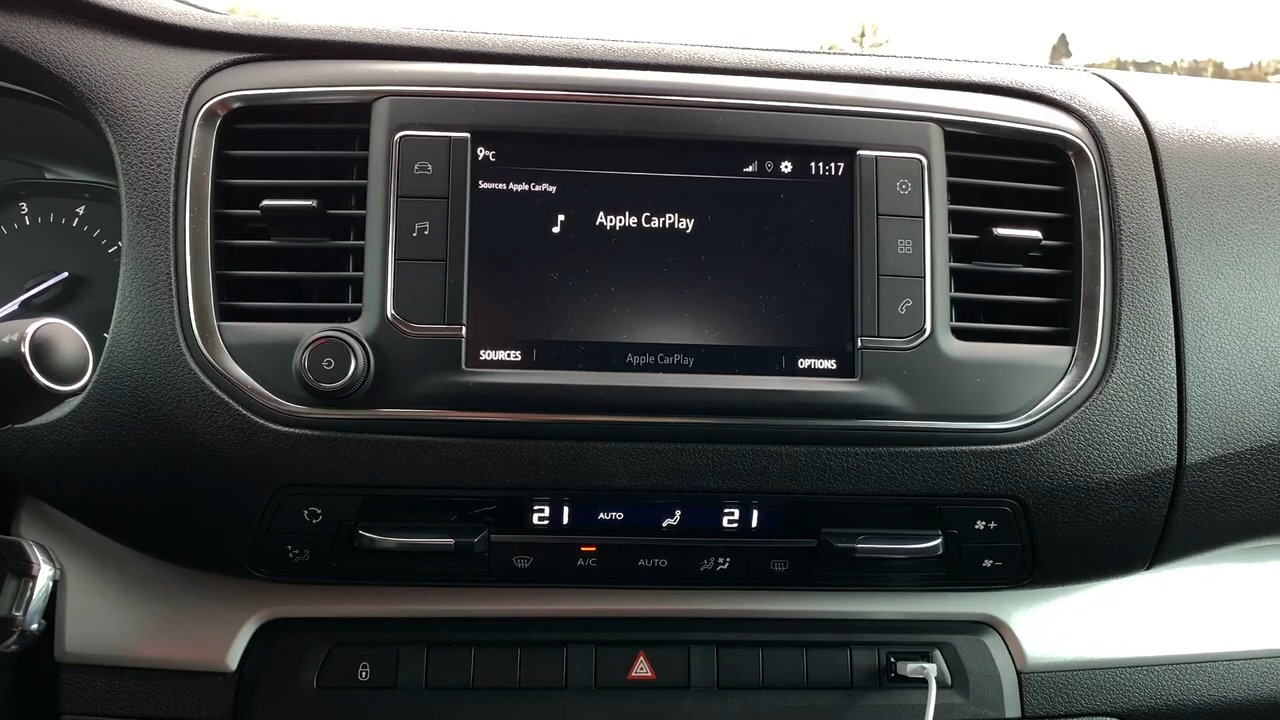 9°C
11:17
Sources Apple CarPlay
Apple CarPlay
SOURCES
Apple CarPlay
OPTIONS
3
4
21
AUTO
21
A/C
AUTO